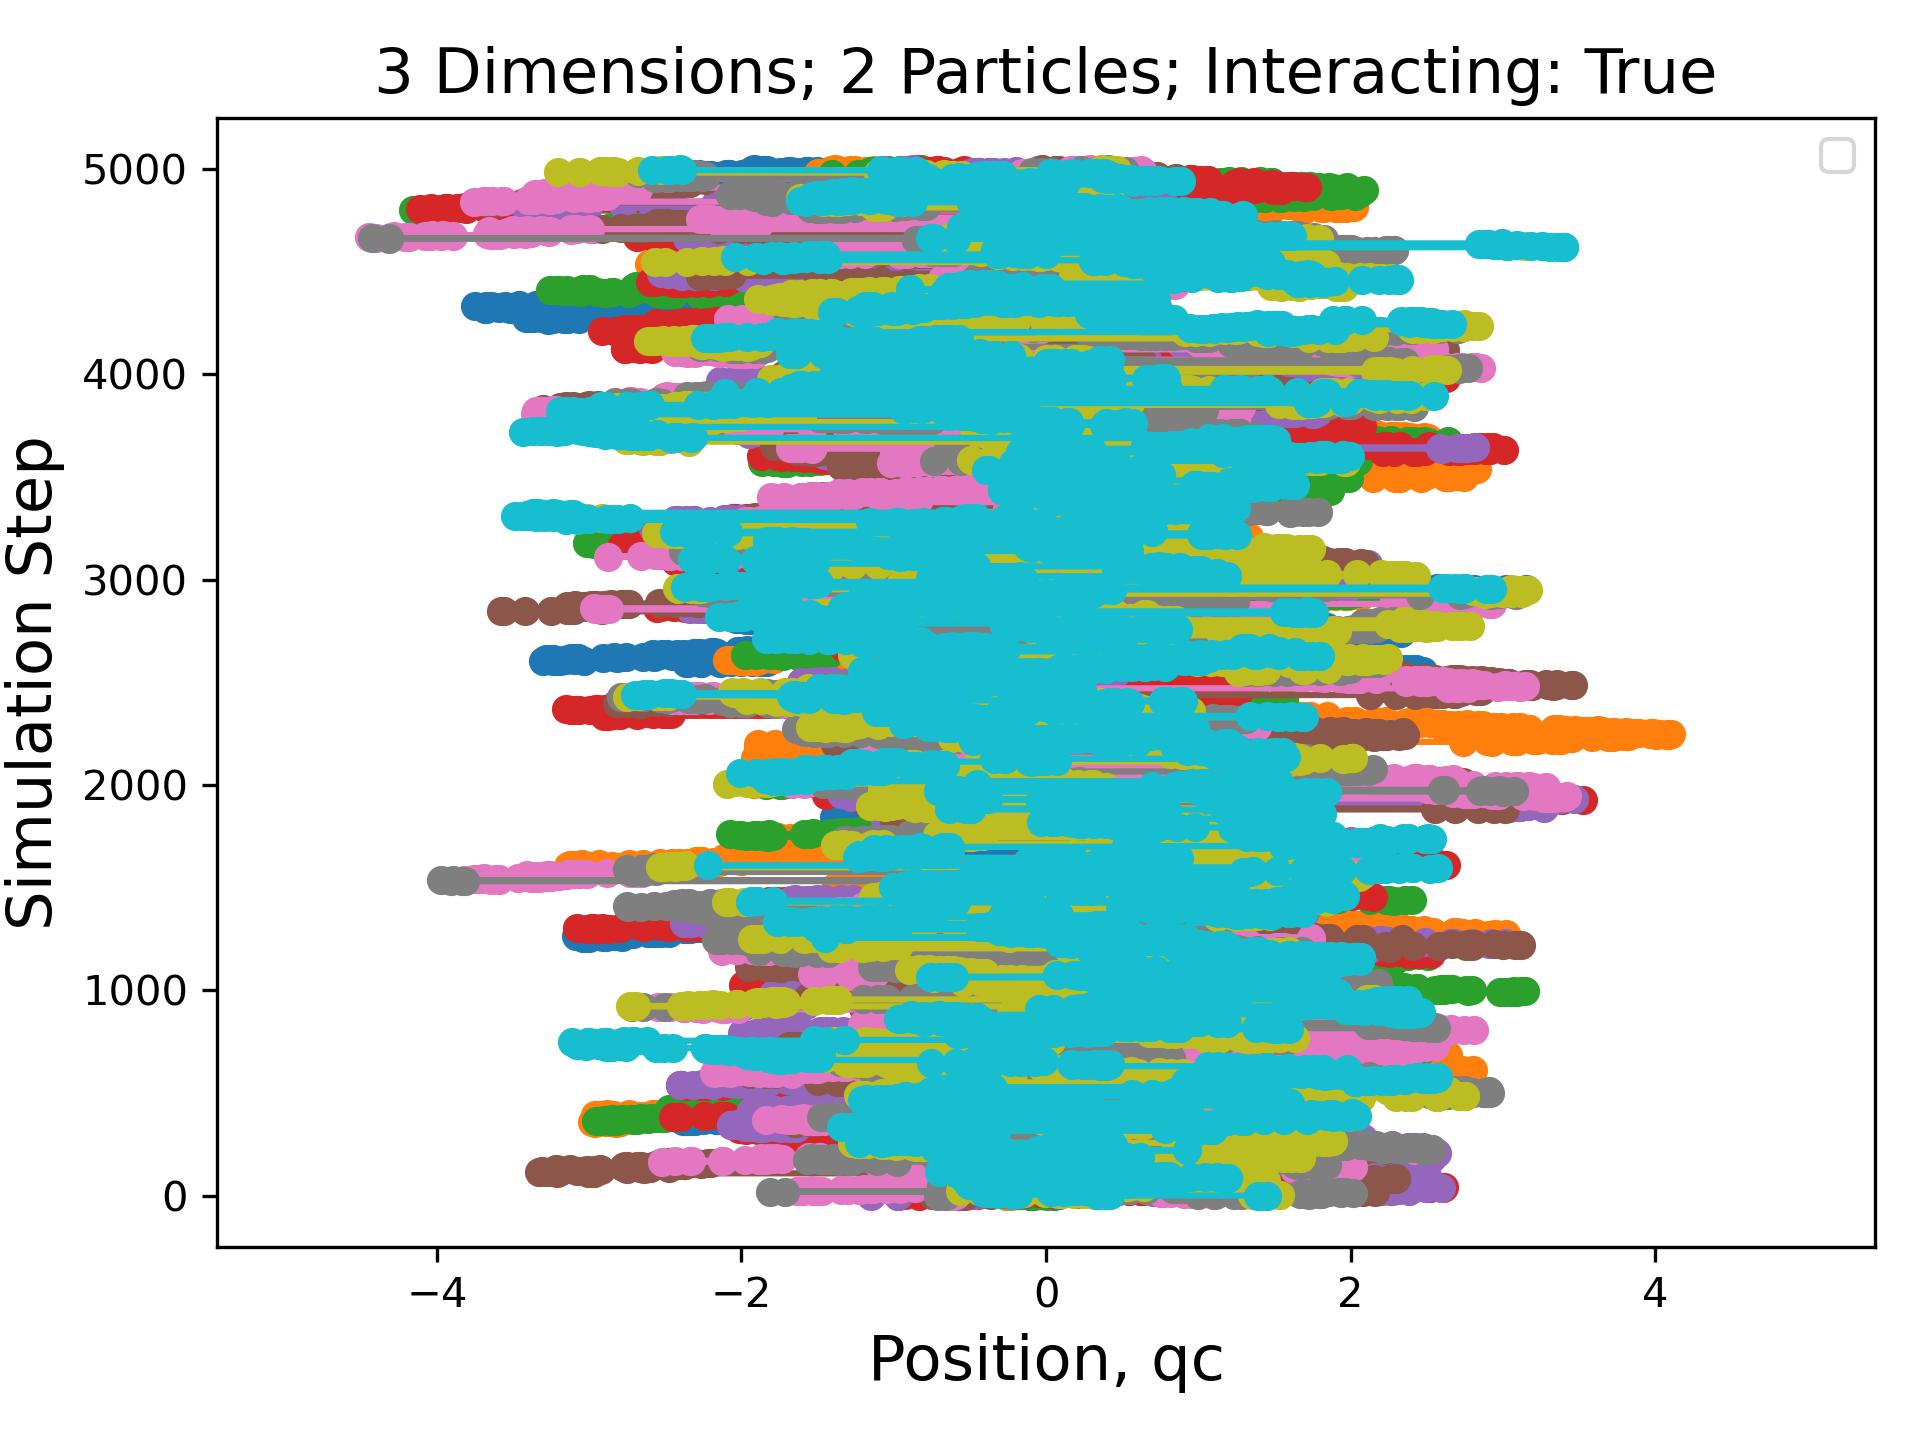 3 Dimensions; 2 Particles; Interacting: True
Simulation Step
5000
4000
3000
2000
1000
0
−4 −2 0 2 4
Position, qc